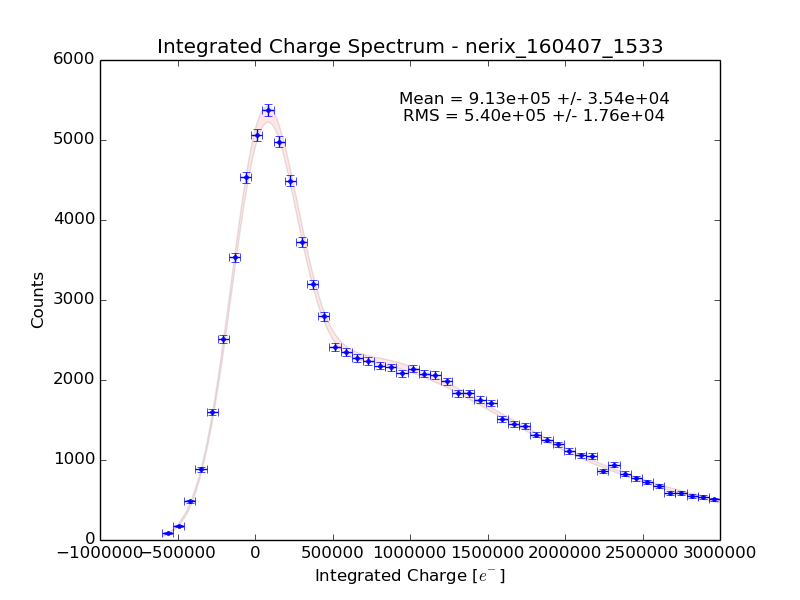 Integrated Charge Spectrum - nerix_160407_1533
6000
Mean = 9.13e+05 +/- 3.54e+04
RMS = 5.40e+05 +/- 1.76e+04
5000
4000
3000
2000
1000
0
Counts
−1000000 −500000 0 500000 1000000 1500000 2000000 2500000 3000000
Integrated Charge [e⁻]